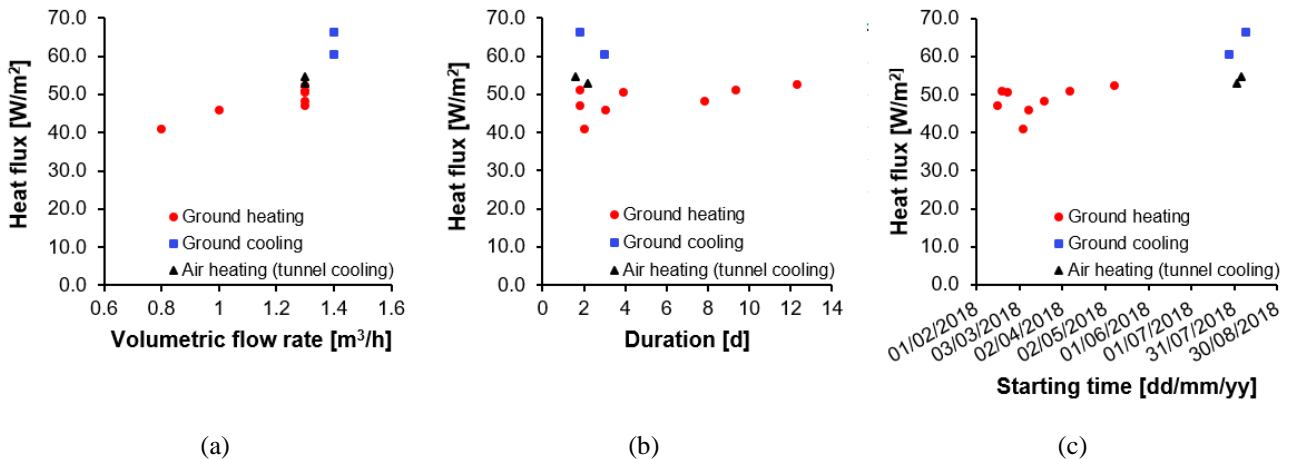 70.0
60.0
50.0
40.0
30.0
20.0
10.0
0.0
Heat flux [W/m²]
Ground heating
Ground cooling
Air heating (tunnel cooling)
0.6 0.8 1 1.2 1.4 1.6
Volumetric flow rate [m³/h]
(a)
70.0
60.0
50.0
40.0
30.0
20.0
10.0
0.0
Heat flux [W/m²]
Ground heating
Ground cooling
Air heating (tunnel cooling)
0 2 4 6 8 10 12 14
Duration [d]
(b)
70.0
60.0
50.0
40.0
30.0
20.0
10.0
0.0
Heat flux [W/m²]
Ground heating
Ground cooling
Air heating (tunnel cooling)
01/02/2018
03/03/2018
02/04/2018
02/05/2018
01/06/2018
01/07/2018
31/07/2018
30/08/2018
Starting time [dd/mm/yy]
(c)